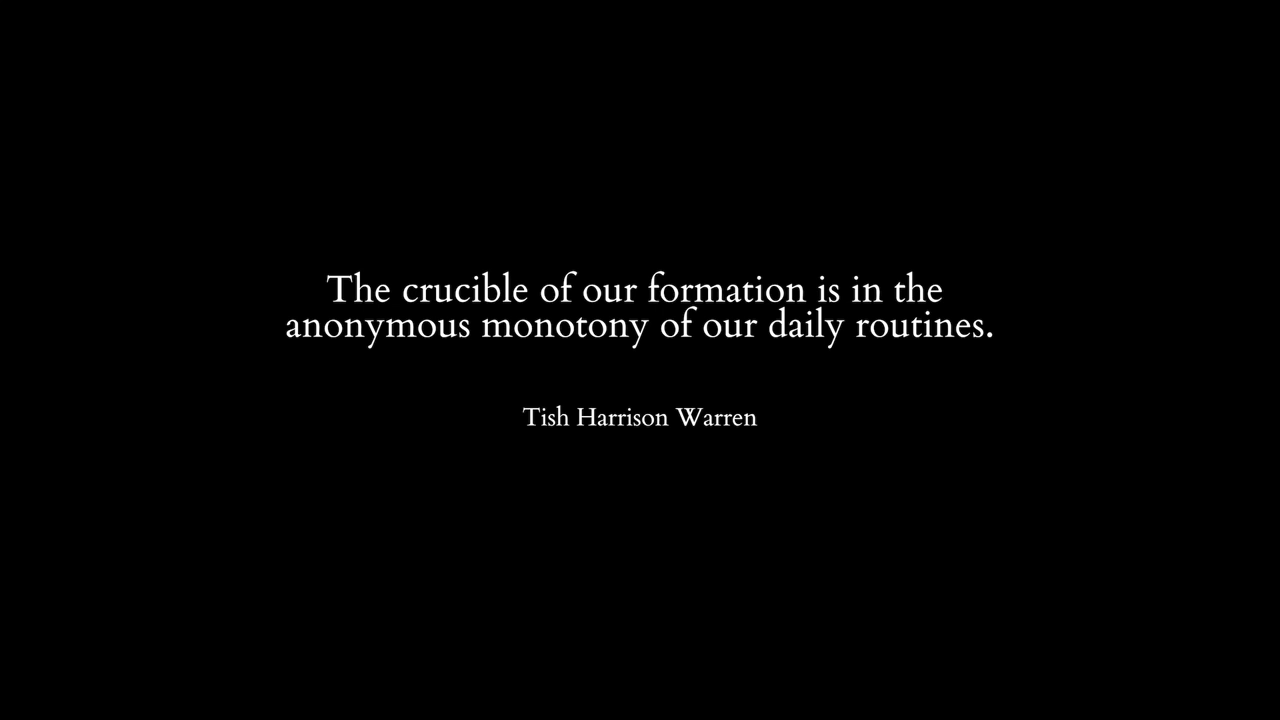 The crucible of our formation is in the
anonymous monotony of our daily routines.
Tish Harrison Warren